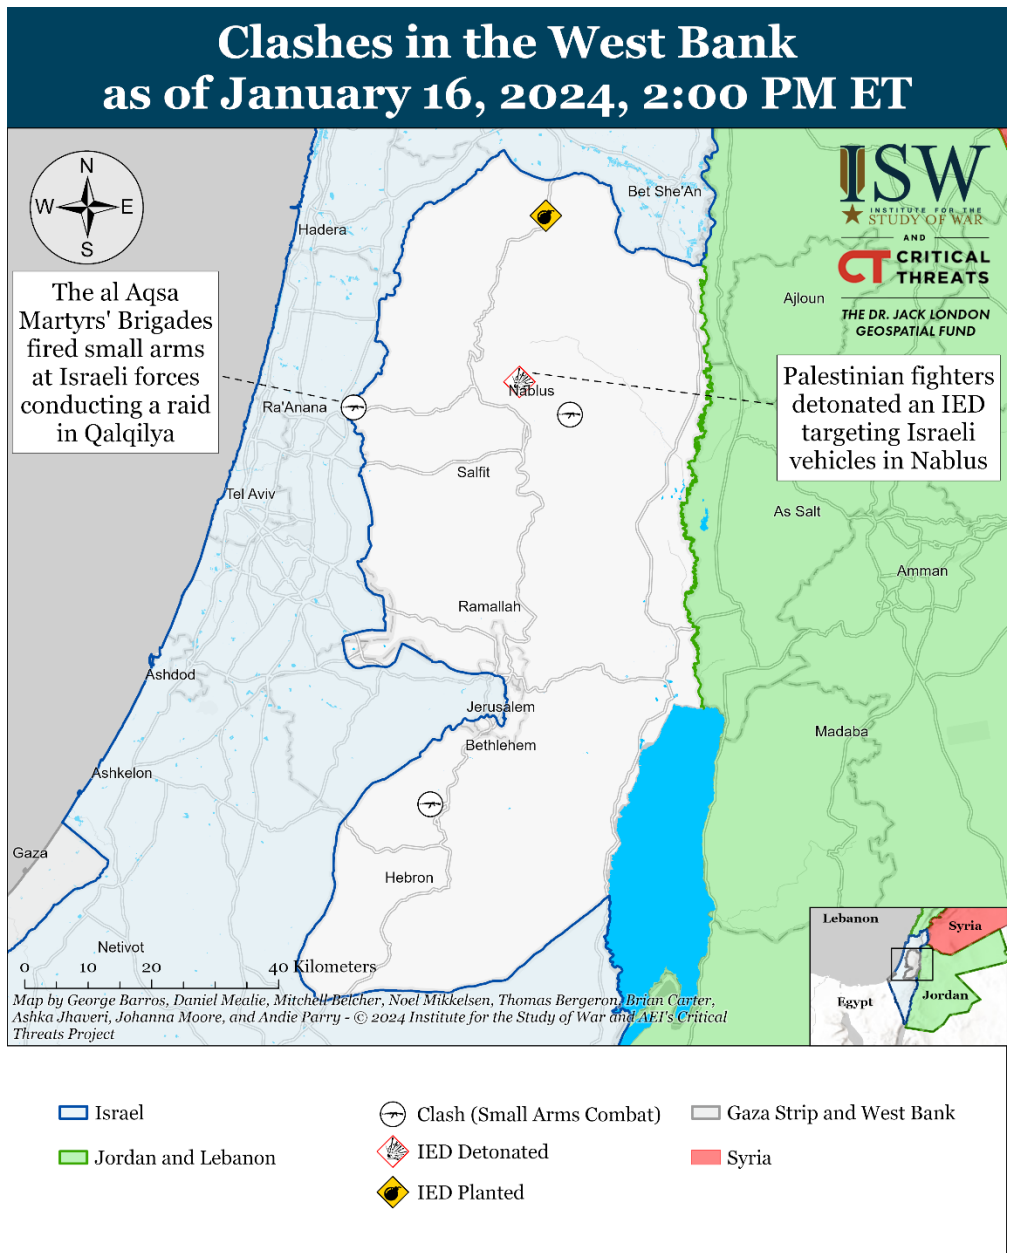 Clashes in the West Bank
as of January 16, 2024, 2:00 PM ET
N
W
E
S
ISW
INSTITUTE FOR THE
STUDY OF WAR
AND
CT CRITICAL
THREATS
THE DR. JACK LONDON
GEOSPATIAL FUND
The al Aqsa
Martyrs' Brigades
fired small arms
at Israeli forces
conducting a raid
in Qalqilya
Palestinian fighters
detonated an IED
targeting Israeli
vehicles in Nablus
Bet She'An
Hadera
Ajloun
Nablus
Ra'Anana
Salfit
Tel Aviv
As Salt
Amman
Ramallah
Ashdod
Jerusalem
Madaba
Bethlehem
Ashkelon
Gaza
Hebron
Netivot
0 10 20 40 Kilometers
Map by George Barros, Daniel Mealie, Mitchell Belcher, Noel Mikkelsen, Thomas Bergeron, Brian Carter,
Ashka Jhaveri, Johanna Moore, and Andie Parry - © 2024 Institute for the Study of War and AEI's Critical
Threats Project
Lebanon
Syria
Egypt
Jordan
Israel
Jordan and Lebanon
Clash (Small Arms Combat)
IED Detonated
IED Planted
Gaza Strip and West Bank
Syria